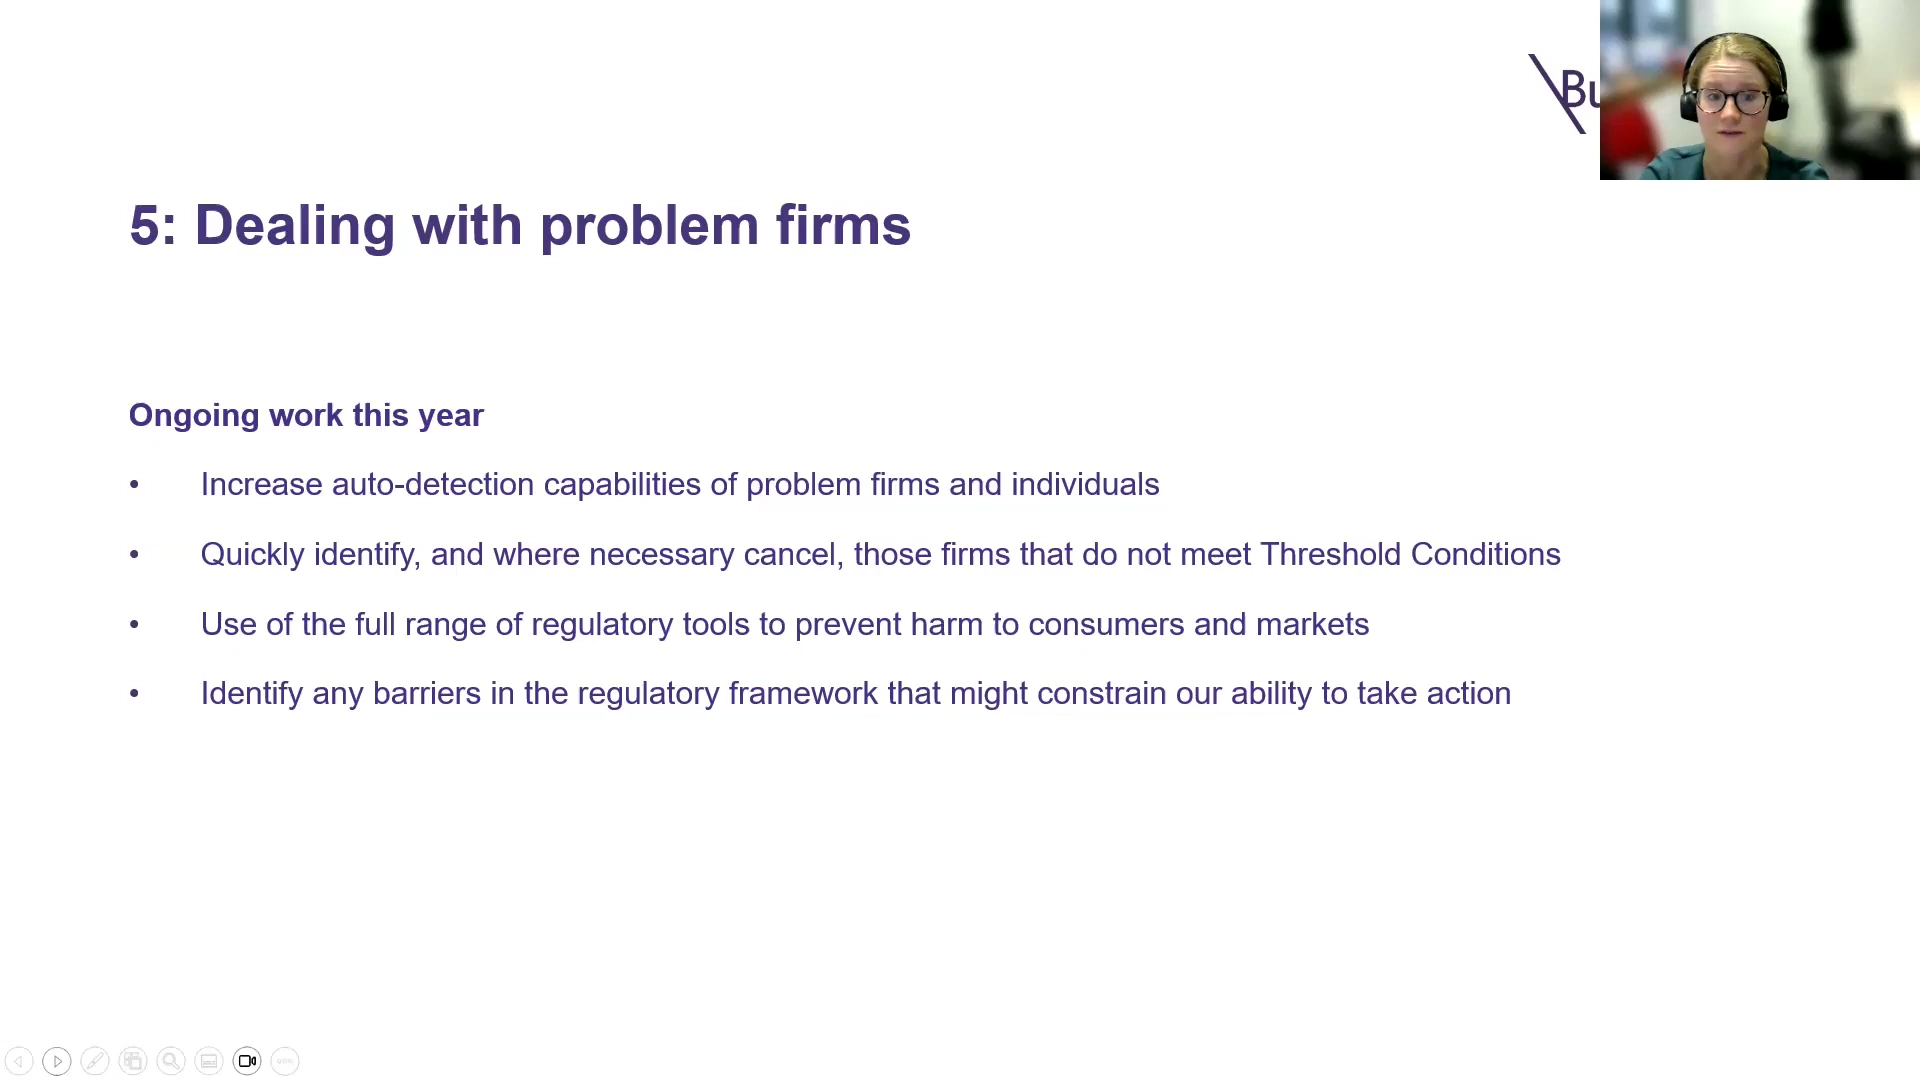 Bu
5: Dealing with problem firms
Ongoing work this year
• Increase auto-detection capabilities of problem firms and individuals
• Quickly identify, and where necessary cancel, those firms that do not meet Threshold Conditions
• Use of the full range of regulatory tools to prevent harm to consumers and markets
• Identify any barriers in the regulatory framework that might constrain our ability to take action